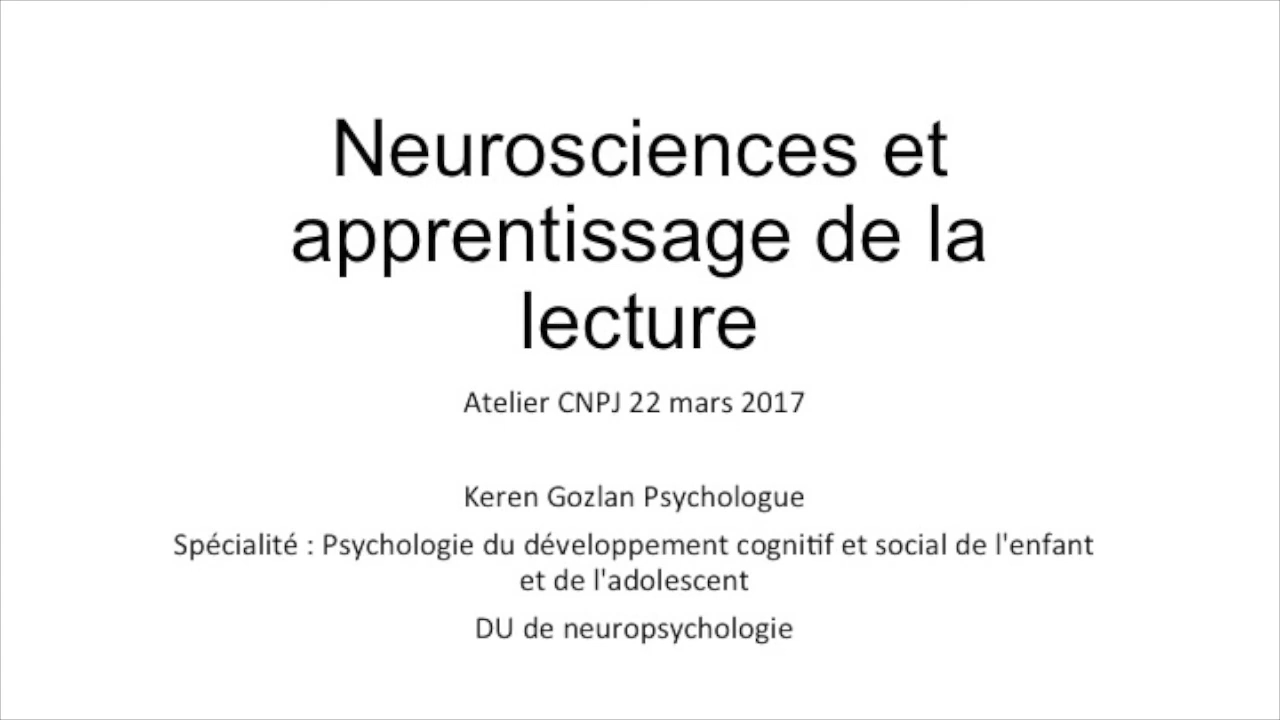 Neurosciences et
apprentissage de la
lecture
Atelier CNPJ 22 mars 2017
Keren Gozlan Psychologue
Spécialité : Psychologie du développement cognitif et social de l'enfant
et de l'adolescent
DU de neuropsychologie